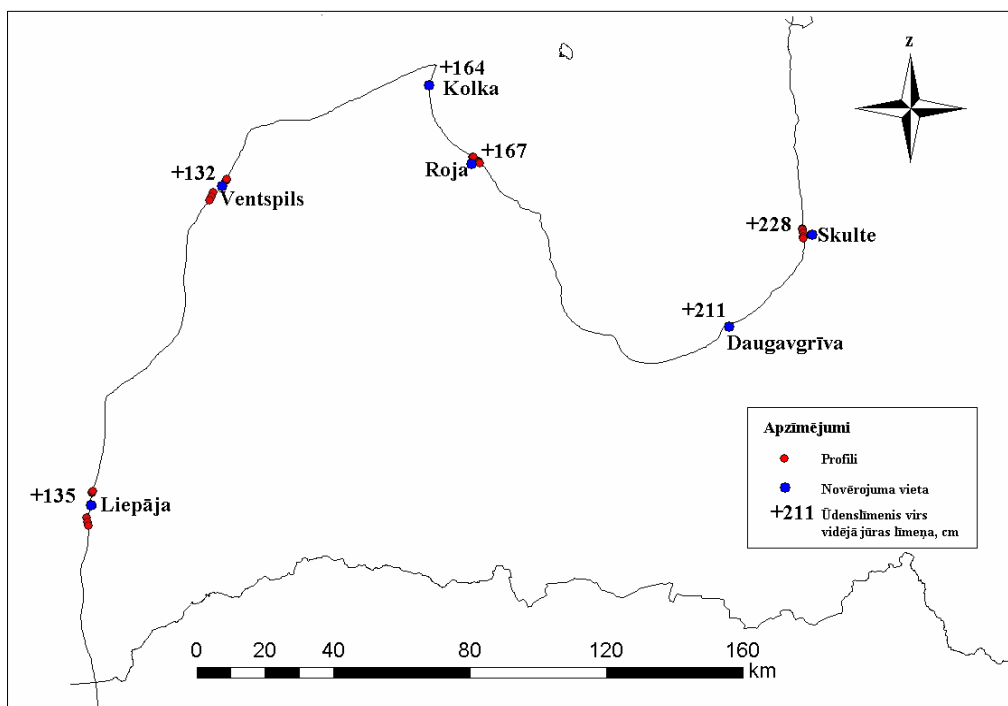 z
+164
Kolka
+167
Roja
+132
Ventspils
+228
Skulte
+211
Daugavgrīva
+135
Liepāja
Apzīmējumi
Profili
Novērojuma vieta
+211 Ūdenslīmenis virs
vidējā jūras līmeņa, cm
0 20 40 80 120 160
km